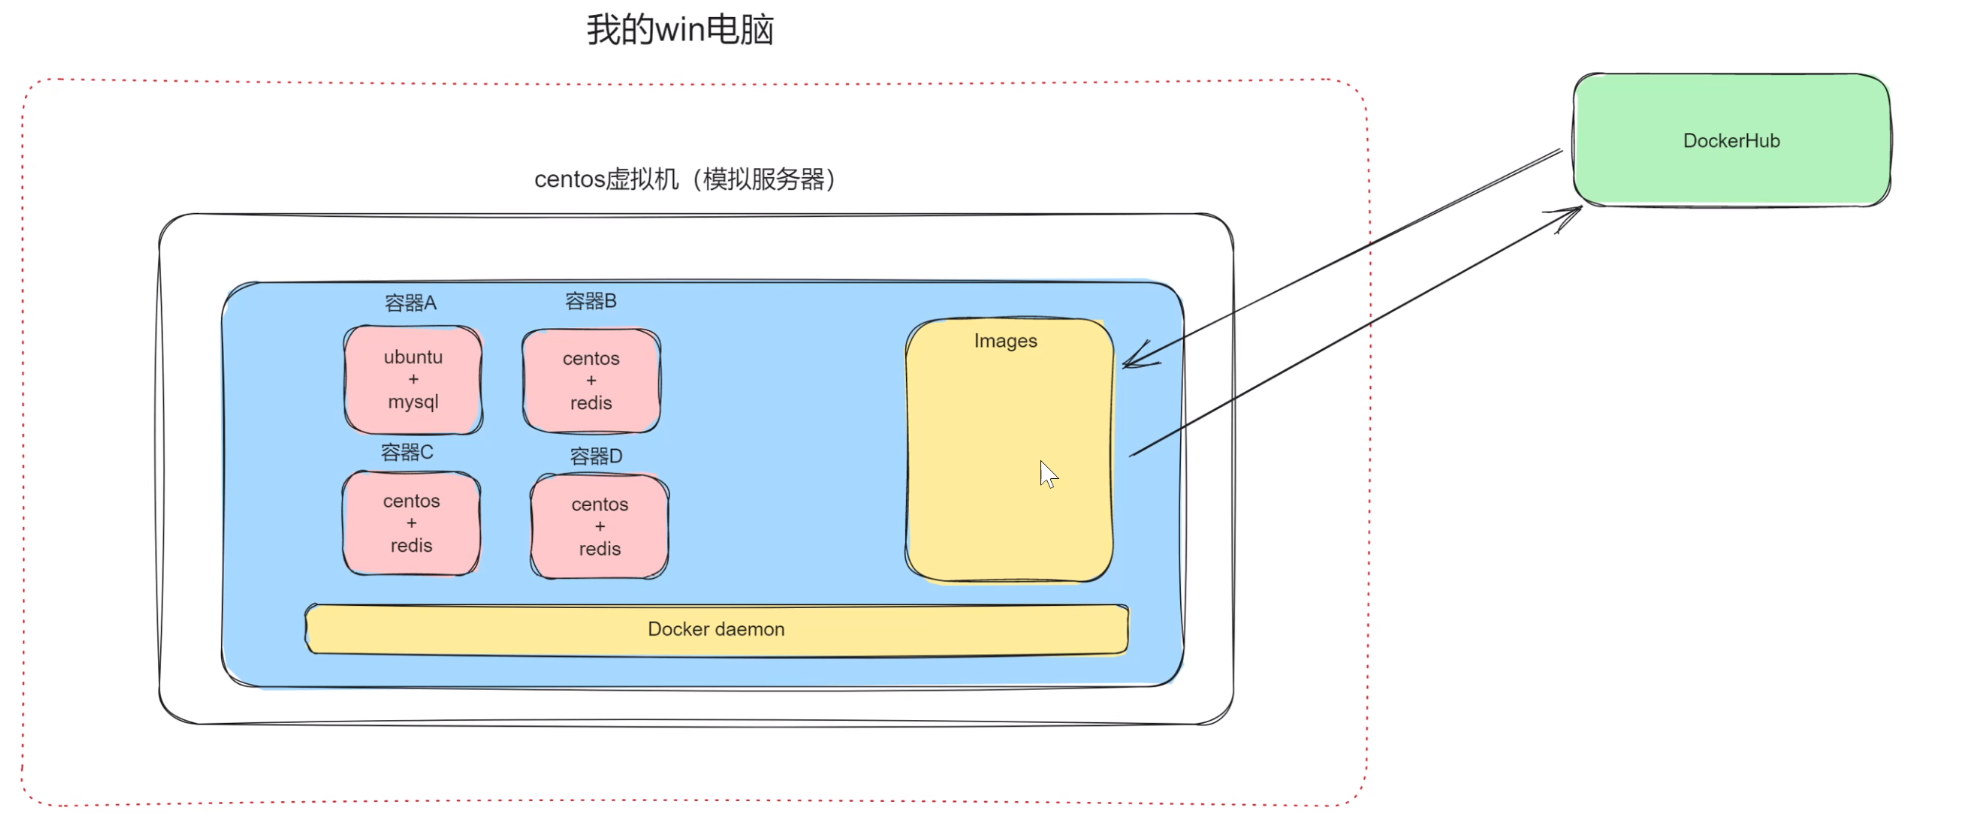 我的win电脑
DockerHub
centos虚拟机（模拟服务器）
容器A
ubuntu
+
mysql
容器B
centos
+
redis
容器C
centos
+
redis
容器D
centos
+
redis
Images
Docker daemon